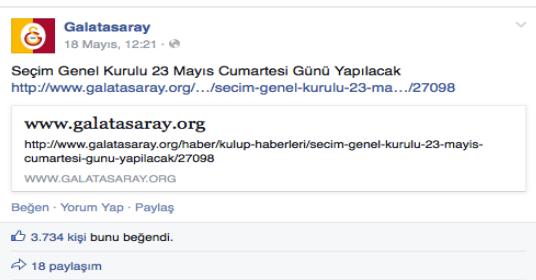 Galatasaray
18 Mayıs, 12:21 ·
Seçim Genel Kurulu 23 Mayıs Cumartesi Günü Yapılacak
http://www.galatasaray.org/…/secim-genel-kurulu-23-ma…/27098
www.galatasaray.org
http://www.galatasaray.org/haber/kulup-haberleri/secim-genel-kurulu-23-mayis-
cumartesi-gunu-yapilacak/27098
WWW.GALATASARAY.ORG
Beğen · Yorum Yap · Paylaş
3.734 kişi bunu beğendi.
18 paylaşım